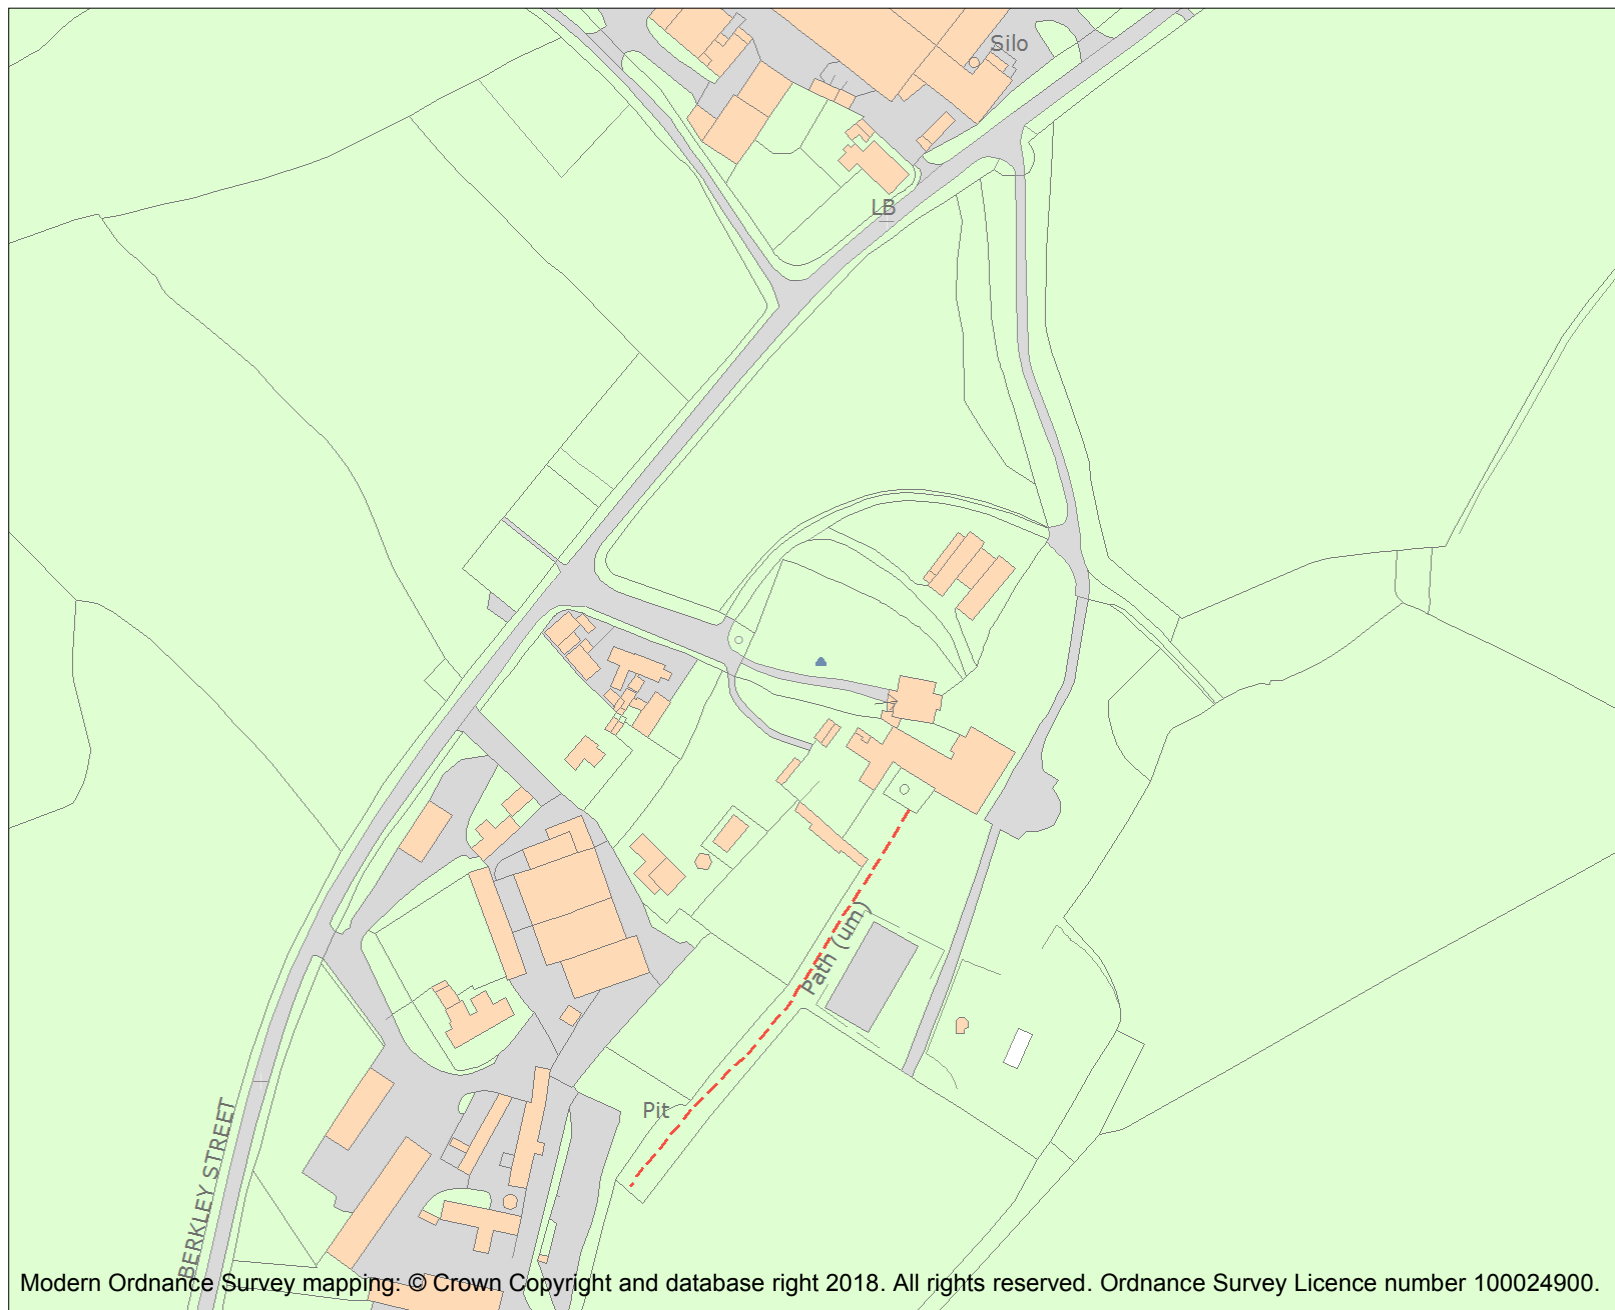 Silo
LB
Path (um)
Pit
BERKLEY STREET
Modern Ordnance Survey mapping: © Crown Copyright and database right 2018. All rights reserved. Ordnance Survey Licence number 100024900.